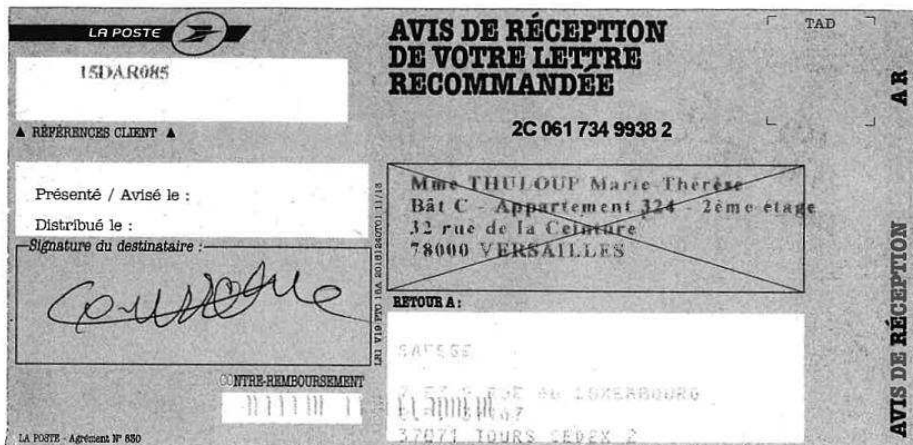 LA POSTE
15DAR085
▲ RÉFÉRENCES CLIENT ▲
Présenté / Avisé le :
Distribué le :
Signature du destinataire :
CONTRE-REMBOURSEMENT
LA POSTE - Agrément N° 850
AVIS DE RÉCEPTION
DE VOTRE LETTRE
RECOMMANDÉE
TAD
2C 061 734 9938 2
Mme THULOUP Marie Thérèse
Bât C - Appartement 324 - 2ème étage
32 rue de la Ceinture
78000 VERSAILLES
RETOUR A :
LUXEMBOURG
37071 TOURS CEDEX 2
AR
AVIS DE RÉCEPTION